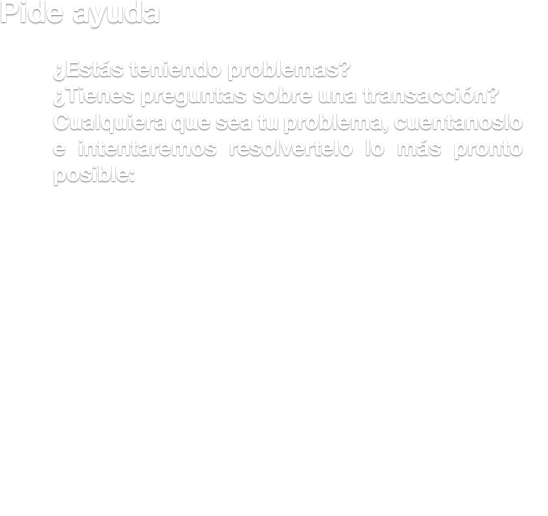 Pide ayuda
¿Estás teniendo problemas?
¿Tienes preguntas sobre una transacción?
Cualquiera que sea tu problema, cuentanoslo
e intentaremos resolvertelo lo más pronto
posible: